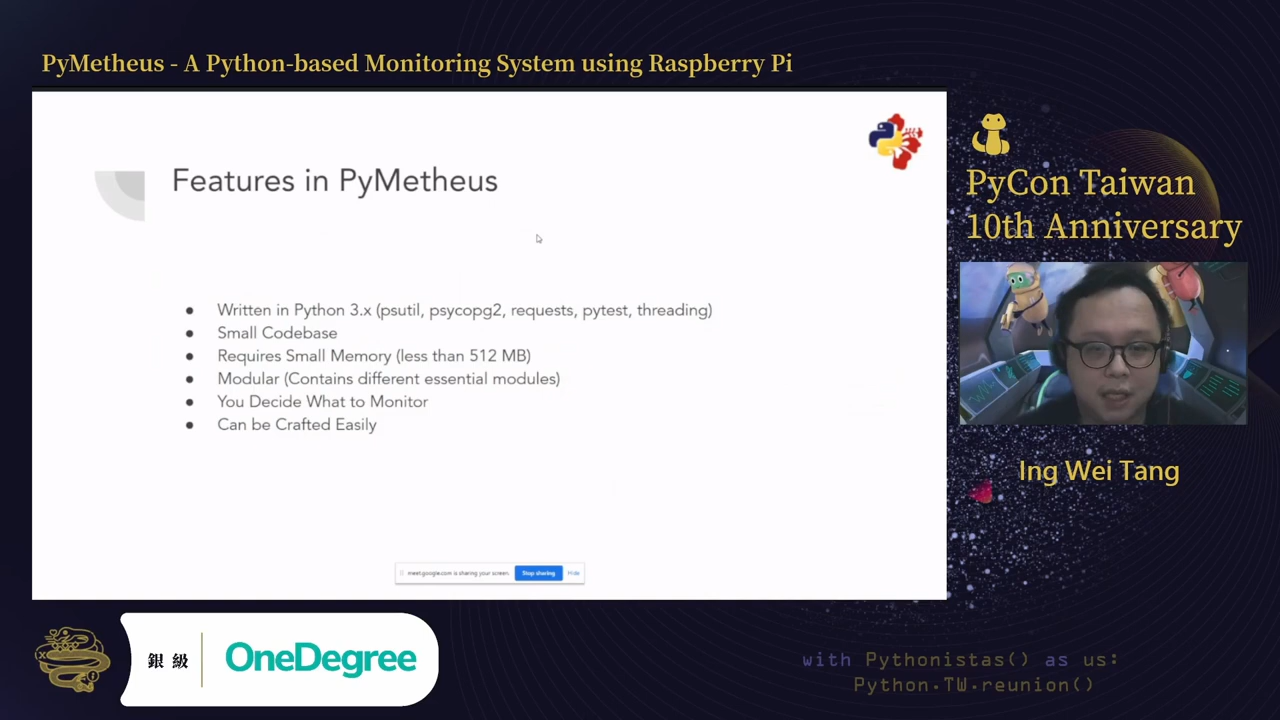 PyMetheus - A Python-based Monitoring System using Raspberry Pi
Features in PyMetheus
● Written in Python 3.x (psutil, psycopg2, requests, pytest, threading)
● Small Codebase
● Requires Small Memory (less than 512 MB)
● Modular (Contains different essential modules)
● You Decide What to Monitor
● Can be Crafted Easily
meet.google.com is sharing your screen. Stop sharing Hide
PyCon Taiwan
10th Anniversary
Ing Wei Tang
銀級 OneDegree
with Pythonistas() as us:
Python.TW.reunion()